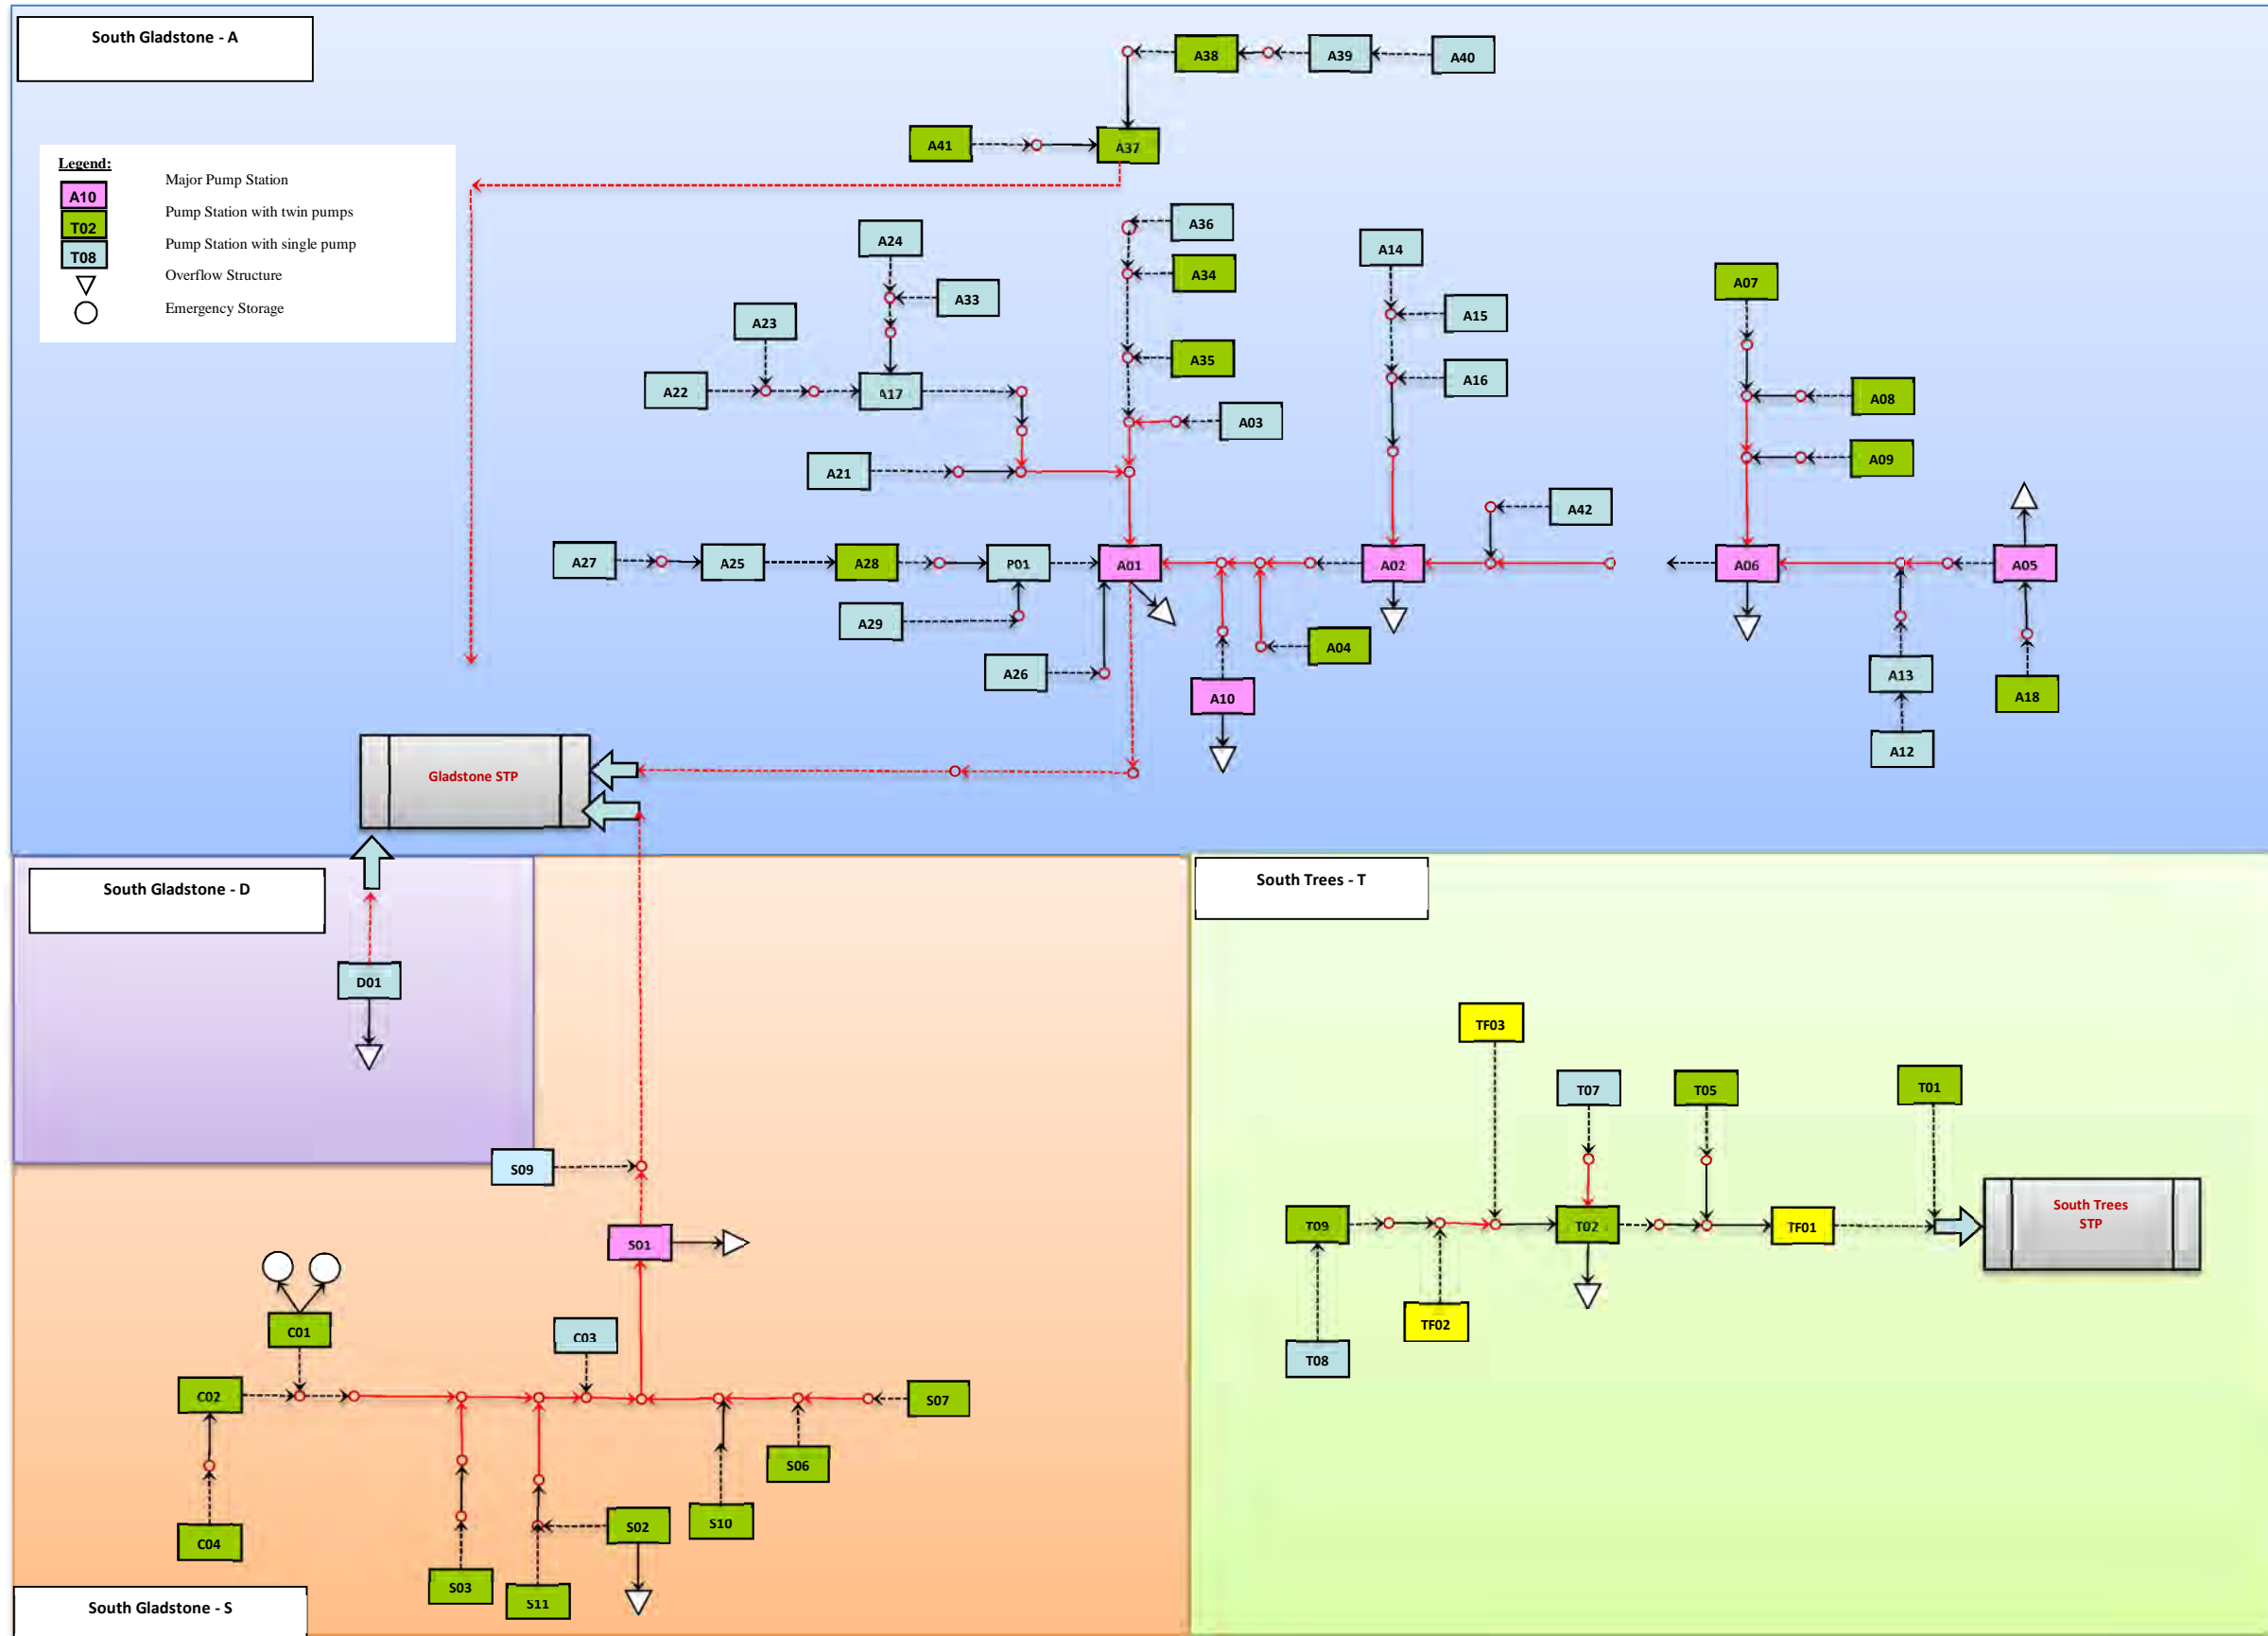 South Gladstone - A
A38
A39
A40
A41
A37
Legend:
A10
Major Pump Station
T02
Pump Station with twin pumps
T08
Pump Station with single pump
Overflow Structure
Emergency Storage
A24
A36
A14
A34
A07
A33
A23
A15
A35
A22
A17
A16
A08
A03
A21
A09
A42
A27
A25
A28
P01
A01
A02
A06
A05
A29
A26
A04
A10
A13
A18
A12
Gladstone STP
South Gladstone - D
South Trees - T
D01
TF03
T07
T05
T01
S09
T09
T02
TF01
South Trees
STP
S01
C01
C03
TF02
T08
C02
S07
S06
C04
S02
S10
S03
S11
South Gladstone - S